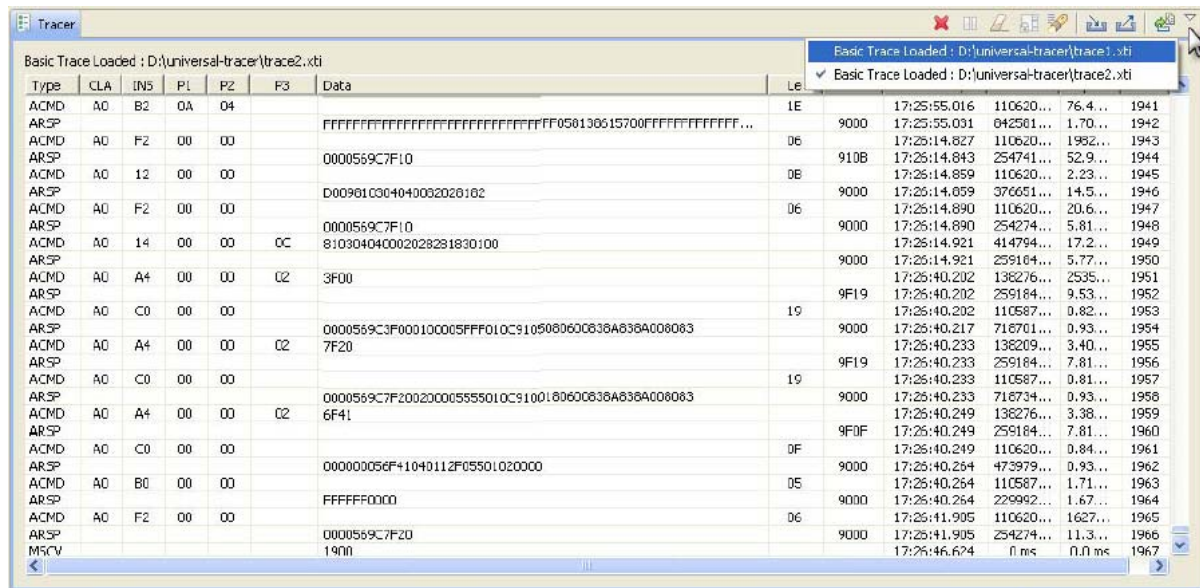 Tracer
Basic Trace Loaded : D:\universal-tracer\trace1.xti
Basic Trace Loaded : D:\universal-tracer\trace2.xti
Basic Trace Loaded : D:\universal-tracer\trace2.xti
Type CLA INS P1 P2 P3 Data Le
ACMD A0 B2 0A 04 1E 17:25:55.016 110620... 76.4... 1941
ARSP 9000 17:25:55.031 842581... 1.70... 1942
ACMD A0 F2 00 00 06 17:26:14.827 110620... 1982... 1943
ARSP 0000569C7F10 910B 17:26:14.843 254741... 52.9... 1944
ACMD A0 12 00 00 0B 17:26:14.859 110620... 2.23... 1945
ARSP D009810304040082028182 9000 17:26:14.859 376651... 14.5... 1946
ACMD A0 F2 00 00 06 17:26:14.890 110620... 20.6... 1947
ARSP 0000569C7F10 9000 17:26:14.890 254274... 5.81... 1948
ACMD A0 14 00 00 0C 810304040002028281830100 17:26:14.921 414794... 17.2... 1949
ARSP 9000 17:26:14.921 259184... 5.77... 1950
ACMD A0 A4 00 00 02 3F00 17:26:40.202 138276... 2535... 1951
ARSP 9F19 17:26:40.202 259184... 9.53... 1952
ACMD A0 C0 00 00 19 17:26:40.202 110587... 0.82... 1953
ARSP 9000 17:26:40.217 718701... 0.93... 1954
ACMD A0 A4 00 00 02 7F20 17:26:40.233 138209... 3.40... 1955
ARSP 9F19 17:26:40.233 259184... 7.81... 1956
ACMD A0 C0 00 00 19 17:26:40.233 110587... 0.81... 1957
ARSP 9000 17:26:40.233 718734... 0.93... 1958
ACMD A0 A4 00 00 02 6F41 17:26:40.249 138276... 3.38... 1959
ARSP 9F0F 17:26:40.249 259184... 7.81... 1960
ACMD A0 C0 00 00 0F 17:26:40.249 110620... 0.84... 1961
ARSP 000000056F41040112F05501020000 9000 17:26:40.264 473979... 0.93... 1962
ACMD A0 B0 00 00 05 17:26:40.264 110587... 1.71... 1963
ARSP FFFFFF0000 9000 17:26:40.264 229992... 1.67... 1964
ACMD A0 F2 00 00 06 17:26:41.905 110620... 1627... 1965
ARSP 0000569C7F20 9000 17:26:41.905 254274... 11.3... 1966
MSCV 1900 17:26:46.624 0 ms 0.0 ms 1967